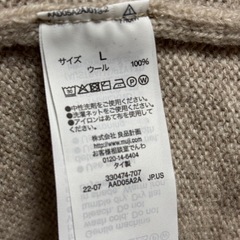 サイズ L
ウール 100%
●中性洗剤をご使用ください。
●洗濯ネットをご使用ください。
●アイロンはあて布を使用して
ください。
株式会社 良品計画
http://www.muji.com/
お客様相談室でんわ
0120-14-6404
タイ製
330474-707
22-07 AAD05A2A JP.US